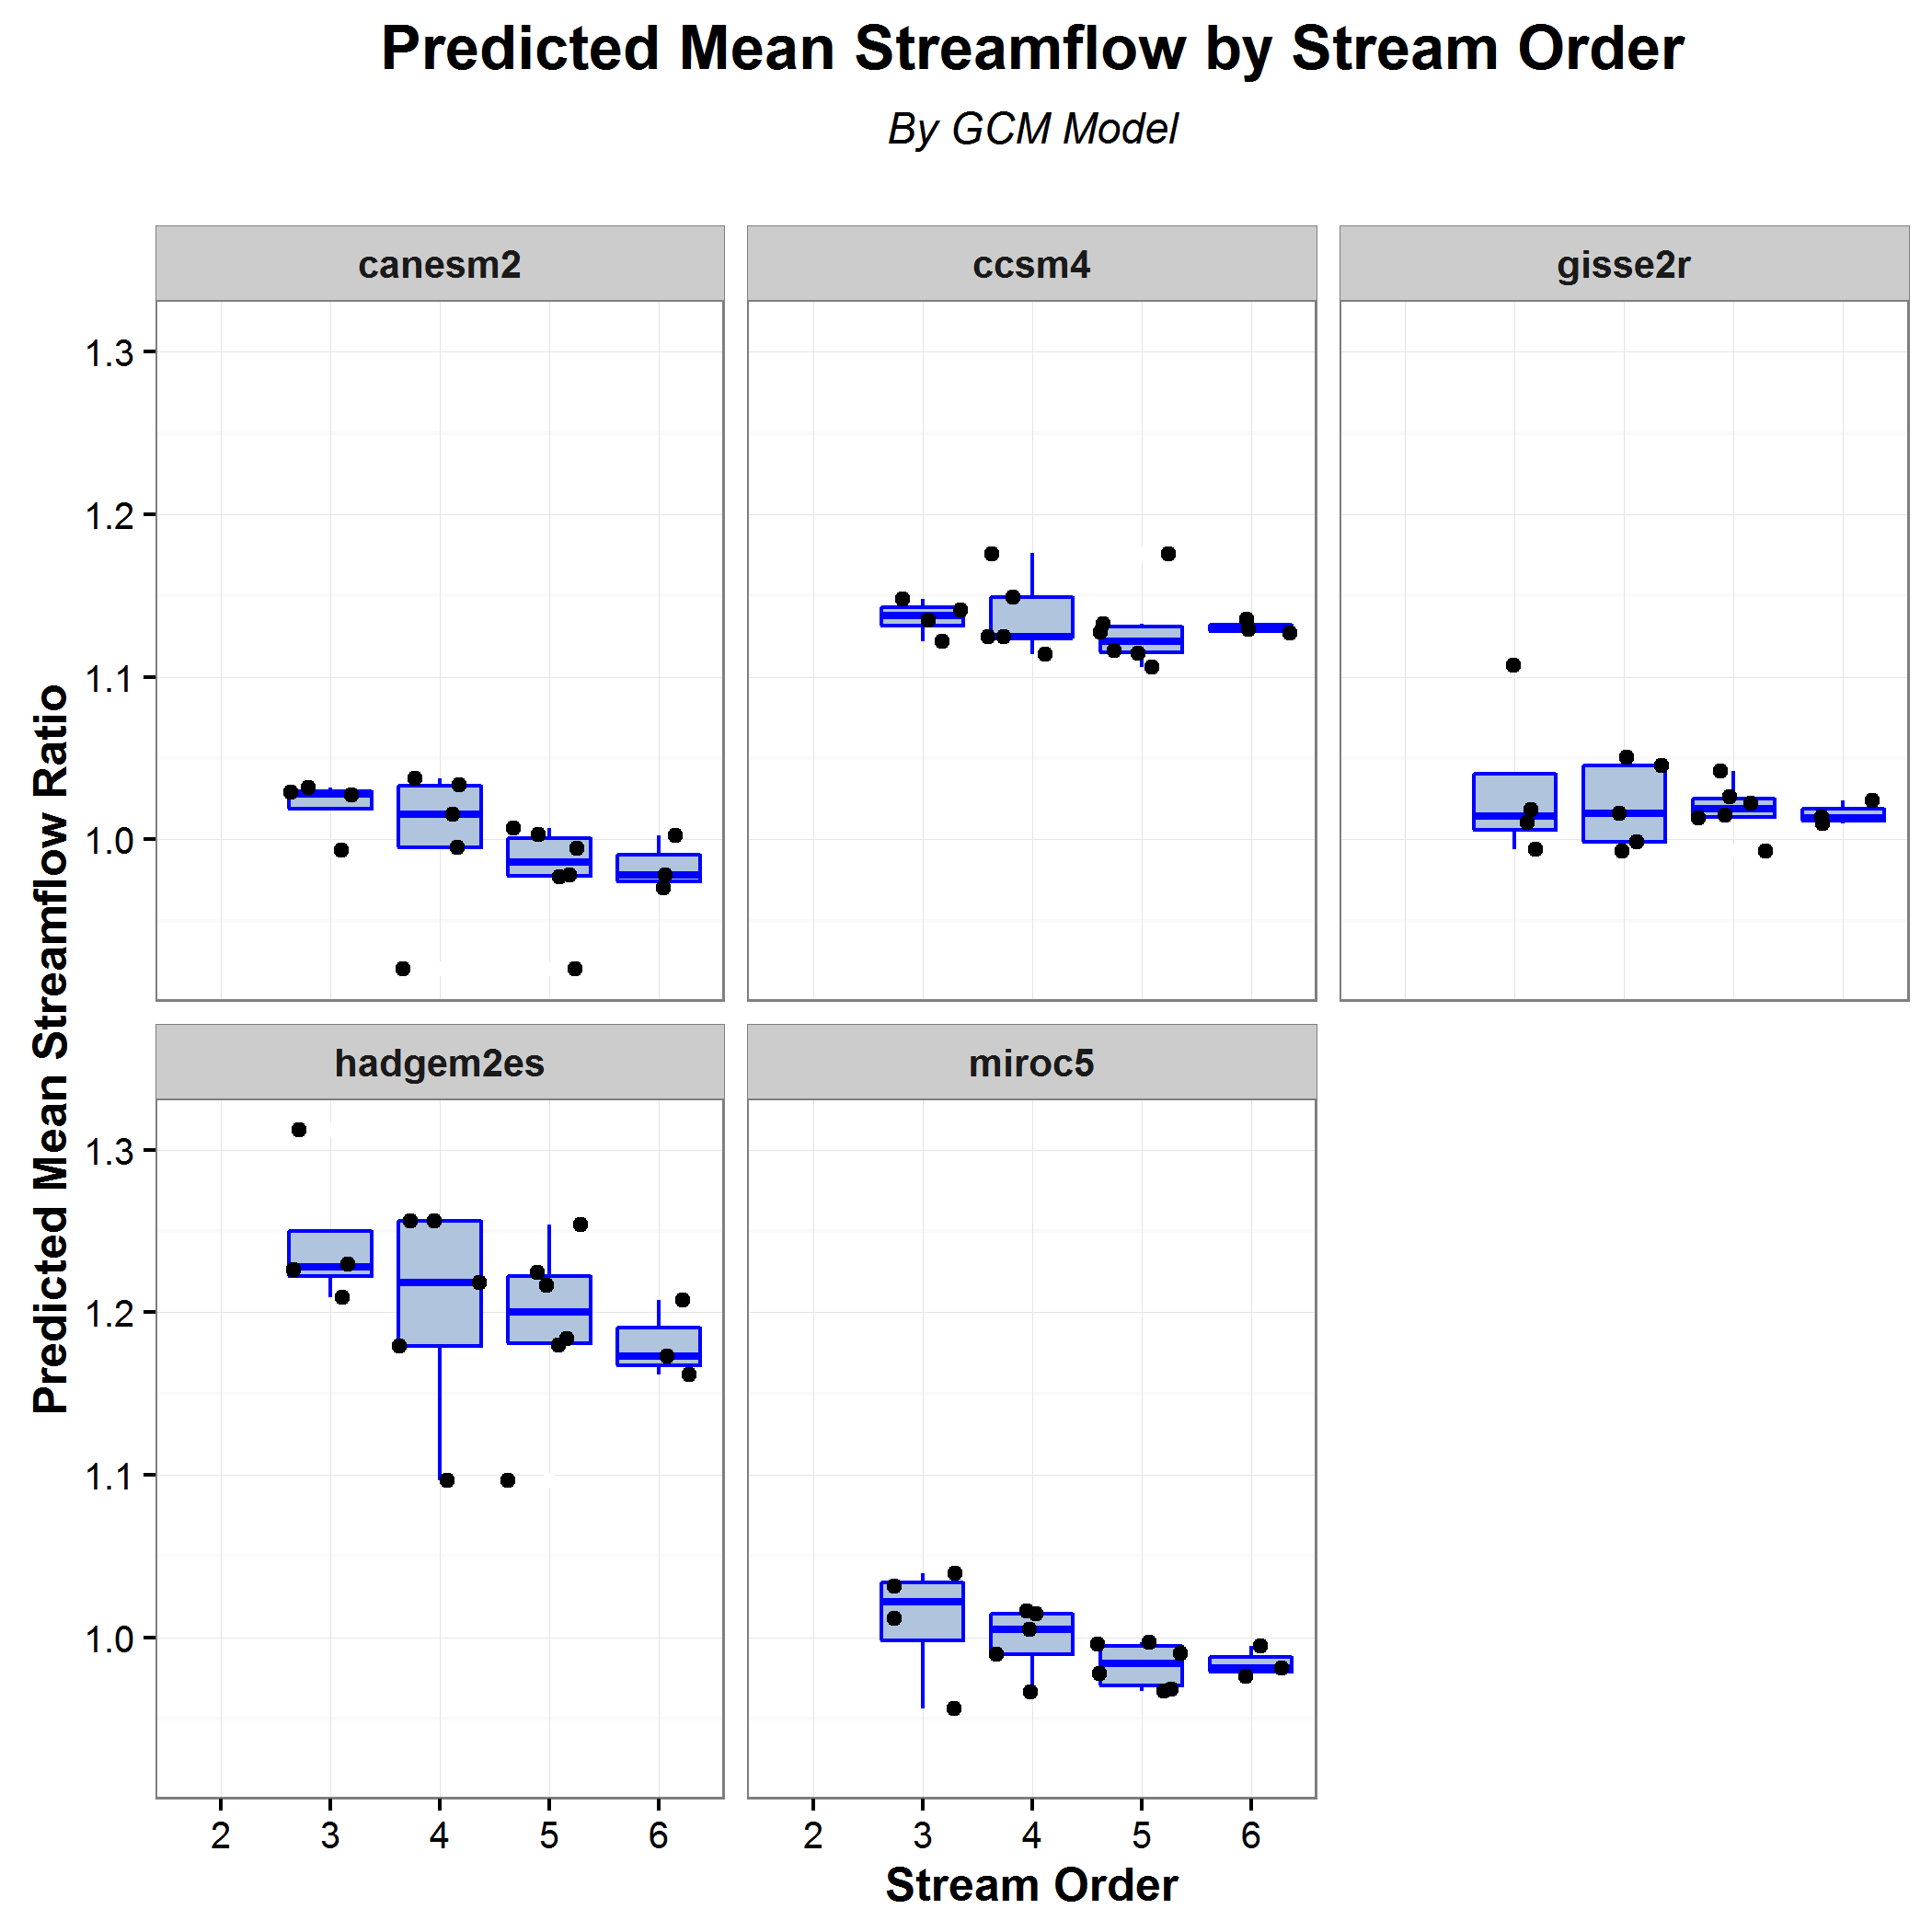 Predicted Mean Streamflow by Stream Order
By GCM Model
canesm2
ccsm4
gisse2r
1.3
1.2
1.1
1.0
Predicted Mean Streamflow Ratio
hadgem2es
miroc5
1.3
1.2
1.1
1.0
2 3 4 5 6
2 3 4 5 6
Stream Order